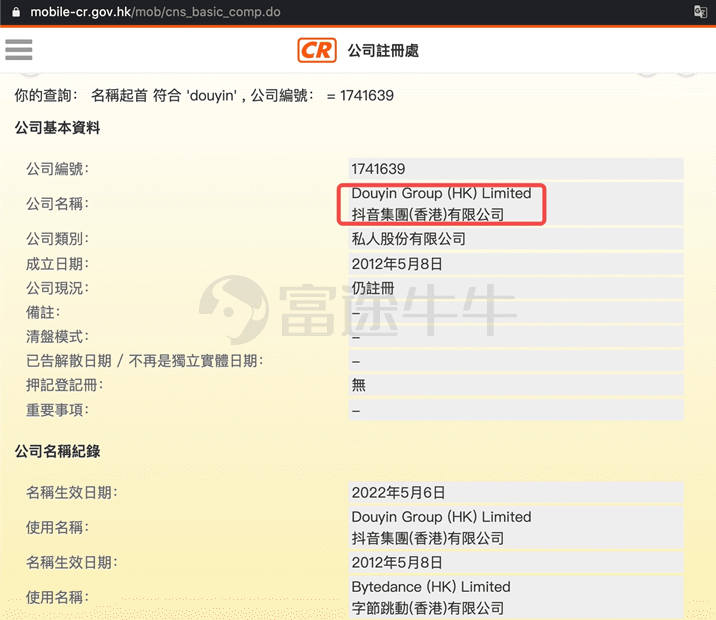 mobile-cr.gov.hk/mob/cns_basic_comp.do
CR 公司註冊處
你的查詢： 名稱起首 符合 'douyin' , 公司編號： = 1741639
公司基本資料
公司編號： 1741639
公司名稱： Douyin Group (HK) Limited
抖音集團(香港)有限公司
公司類別： 私人股份有限公司
成立日期： 2012年5月8日
公司現況： 仍註冊
備註： –
富途牛牛
清盤模式： –
已告解散日期 / 不再是獨立實體日期： –
押記登記冊： 無
重要事項： –
公司名稱紀錄
名稱生效日期： 2022年5月6日
使用名稱： Douyin Group (HK) Limited
抖音集團(香港)有限公司
名稱生效日期： 2012年5月8日
使用名稱： Bytedance (HK) Limited
字節跳動(香港)有限公司